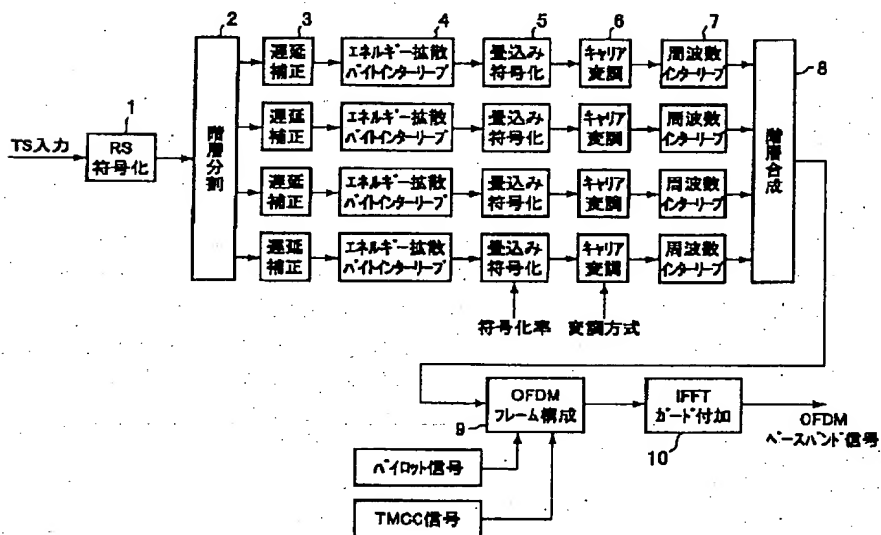 2
3
4
5
6
7
遅延
補正
エネルギー拡散
バイトインターリーブ
畳込み
符号化
キャリア
変調
周波数
インターリーブ
8
1
TS入力
RS
符号化
階層分割
遅延
補正
エネルギー拡散
バイトインターリーブ
畳込み
符号化
キャリア
変調
周波数
インターリーブ
階層合成
遅延
補正
エネルギー拡散
バイトインターリーブ
畳込み
符号化
キャリア
変調
周波数
インターリーブ
遅延
補正
エネルギー拡散
バイトインターリーブ
畳込み
符号化
キャリア
変調
周波数
インターリーブ
符号化率
変調方式
OFDM
フレーム構成
9
IFFT
ガード付加
10
OFDM
ベースバンド信号
パイロット信号
TMCC信号